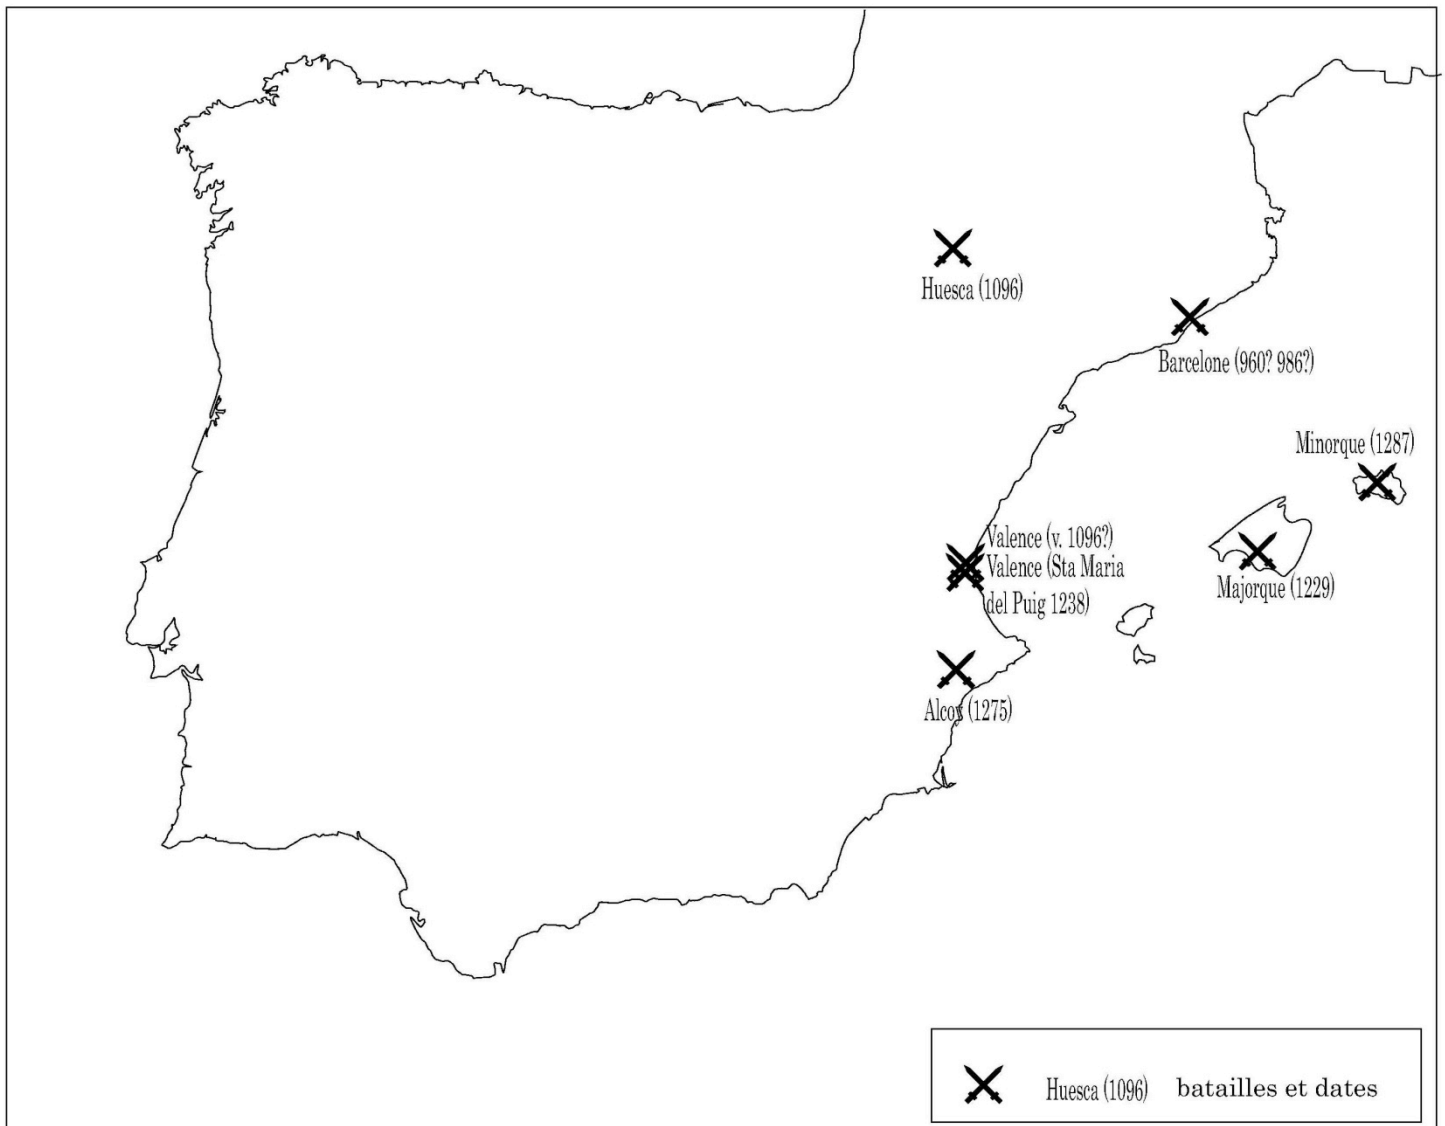 Huesca (1096)
Barcelone (960? 986?)
Minorque (1287)
Valence (v. 1096?)
Valence (Sta Maria
del Puig 1238)
Majorque (1229)
Alcoy (1275)
Huesca (1096) batailles et dates